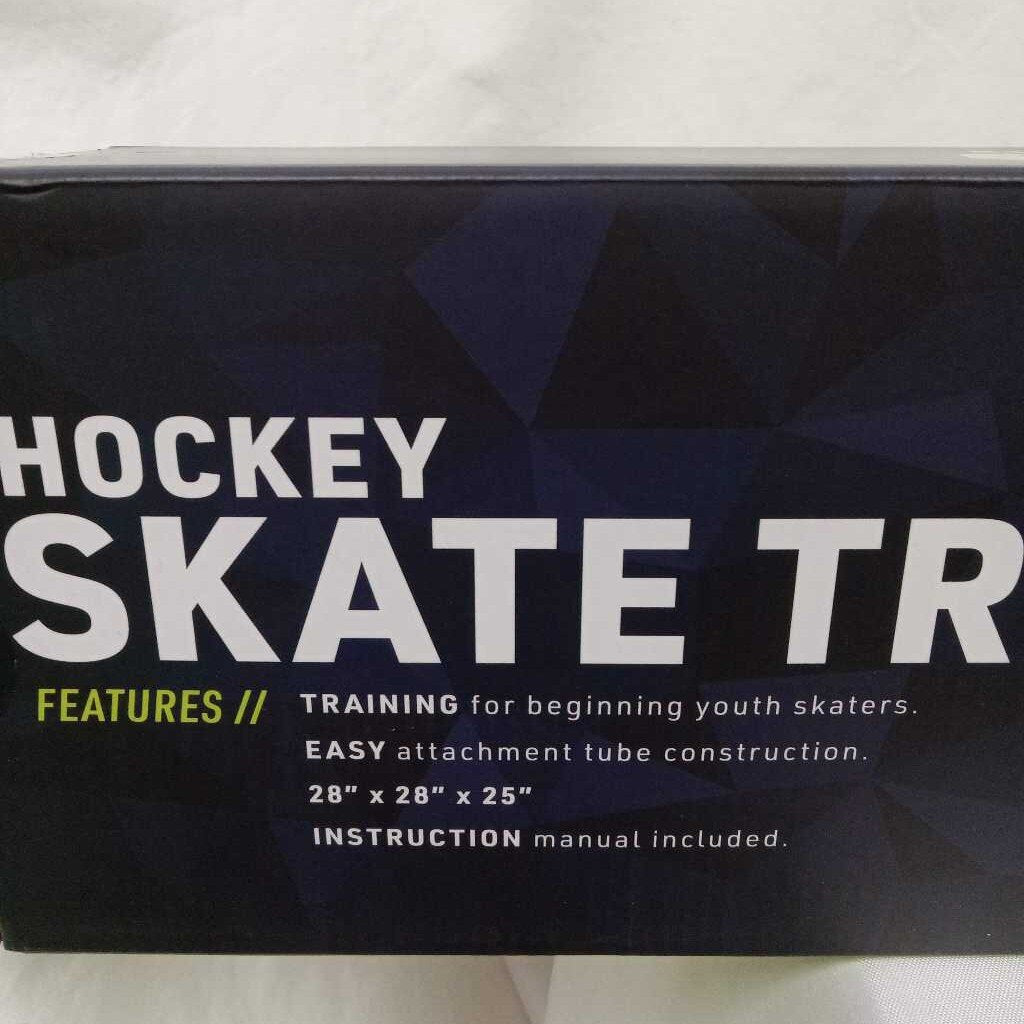 HOCKEY
SKATE TR
FEATURES // TRAINING for beginning youth skaters.
EASY attachment tube construction.
28" x 28" x 25"
INSTRUCTION manual included.